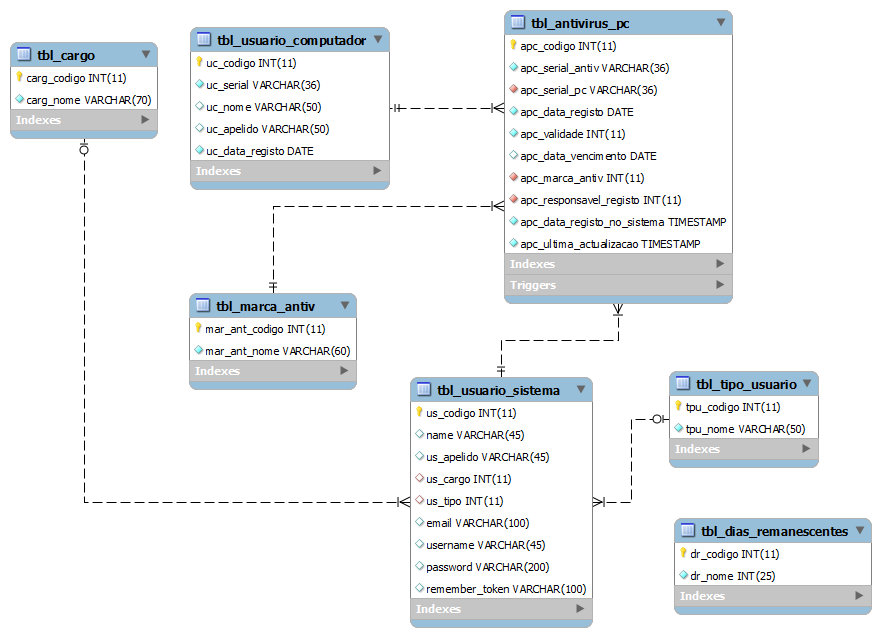 tbl_cargo
carg_codigo INT(11)
carg_nome VARCHAR(70)
Indexes
tbl_usuario_computador
uc_codigo INT(11)
uc_serial VARCHAR(36)
uc_nome VARCHAR(50)
uc_apelido VARCHAR(50)
uc_data_registo DATE
Indexes
tbl_antivirus_pc
apc_codigo INT(11)
apc_serial_antiv VARCHAR(36)
apc_serial_pc VARCHAR(36)
apc_data_registo DATE
apc_validade INT(11)
apc_data_vencimento DATE
apc_marca_antiv INT(11)
apc_responsavel_registo INT(11)
apc_data_registo_no_sistema TIMESTAMP
apc_ultima_actualizacao TIMESTAMP
Indexes
Triggers
tbl_marca_antiv
mar_ant_codigo INT(11)
mar_ant_nome VARCHAR(60)
Indexes
tbl_usuario_sistema
us_codigo INT(11)
name VARCHAR(45)
us_apelido VARCHAR(45)
us_cargo INT(11)
us_tipo INT(11)
email VARCHAR(100)
username VARCHAR(45)
password VARCHAR(200)
remember_token VARCHAR(100)
Indexes
tbl_tipo_usuario
tpu_codigo INT(11)
tpu_nome VARCHAR(50)
Indexes
tbl_dias_remanescentes
dr_codigo INT(11)
dr_nome INT(25)
Indexes